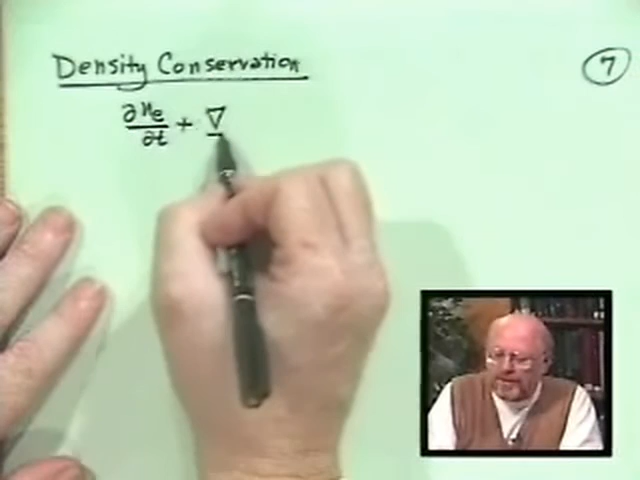 Density Conservation
7
∂ne/∂t + ∇